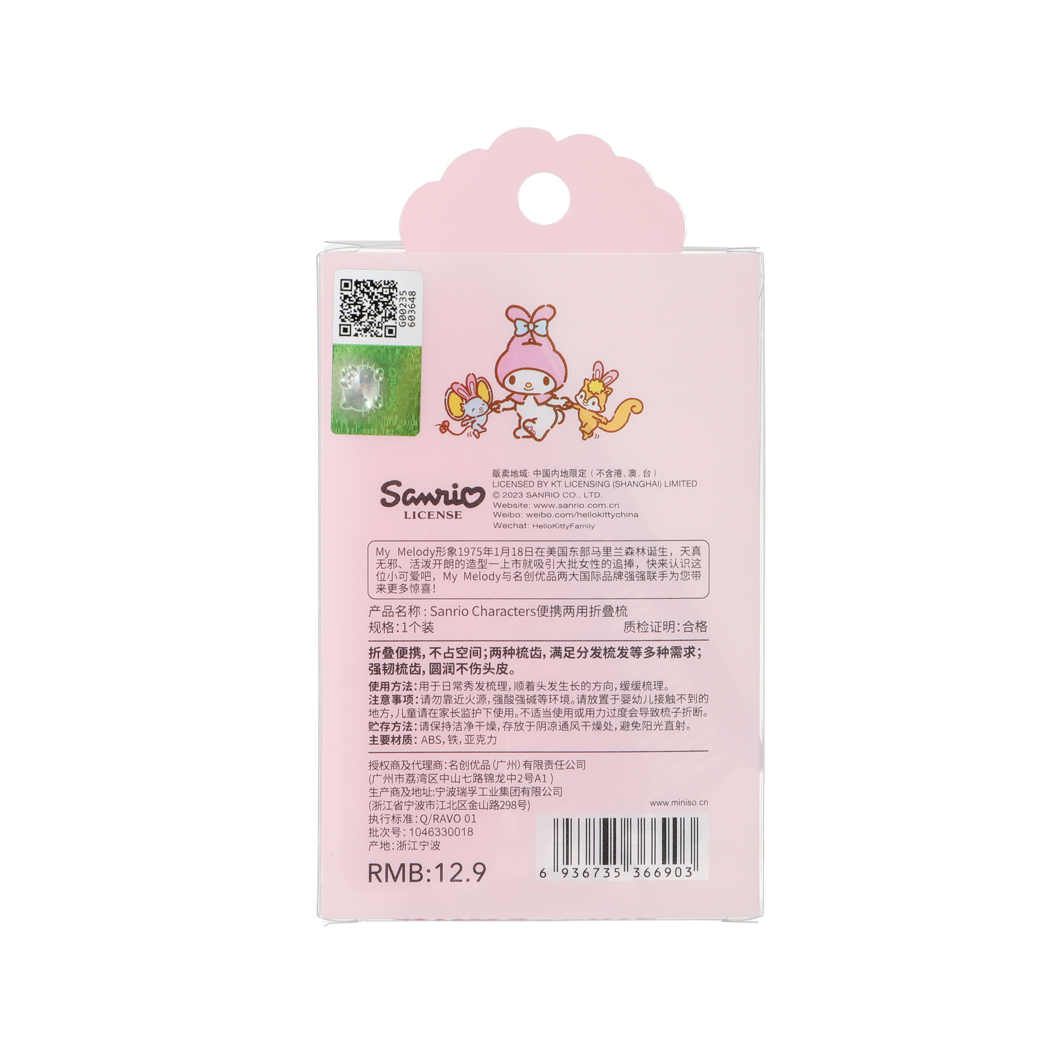 G00235
603648
贩卖地域: 中国内地限定 ( 不含港、澳、台 )
LICENSED BY KT LICENSING (SHANGHAI) LIMITED
© 2023 SANRIO CO., LTD.
Website: www.sanrio.com.cn
Weibo: weibo.com/hellokittychina
Wechat: HelloKittyFamily
Sanrio
LICENSE
My Melody形象1975年1月18日在美国东部马里兰森林诞生，天真
无邪、活泼开朗的造型一上市就吸引大批女性的追捧，快来认识这
位小可爱吧，My Melody与名创优品两大国际品牌强强联手为您带
来更多惊喜！
产品名称：Sanrio Characters便携两用折叠梳
规格：1个装
质检证明：合格
折叠便携，不占空间；两种梳齿，满足分发梳发等多种需求；
强韧梳齿，圆润不伤头皮。
使用方法：用于日常秀发梳理，顺着头发生长的方向，缓缓梳理。
注意事项：请勿靠近火源，强酸强碱等环境。请放置于婴幼儿接触不到的
地方，儿童请在家长监护下使用。不适当使用或用力过度会导致梳子折断。
贮存方法：请保持洁净干燥，存放于阴凉通风干燥处，避免阳光直射。
主要材质：ABS，铁，亚克力
授权商及代理商：名创优品（广州）有限责任公司
(广州市荔湾区中山七路锦龙中2号A1 )
生产商及地址：宁波瑞孚工业集团有限公司
(浙江省宁波市江北区金山路298号)
执行标准：Q/RAVO 01
批次号：1046330018
产地：浙江宁波
RMB:12.9
www.miniso.cn
6 936735 366903